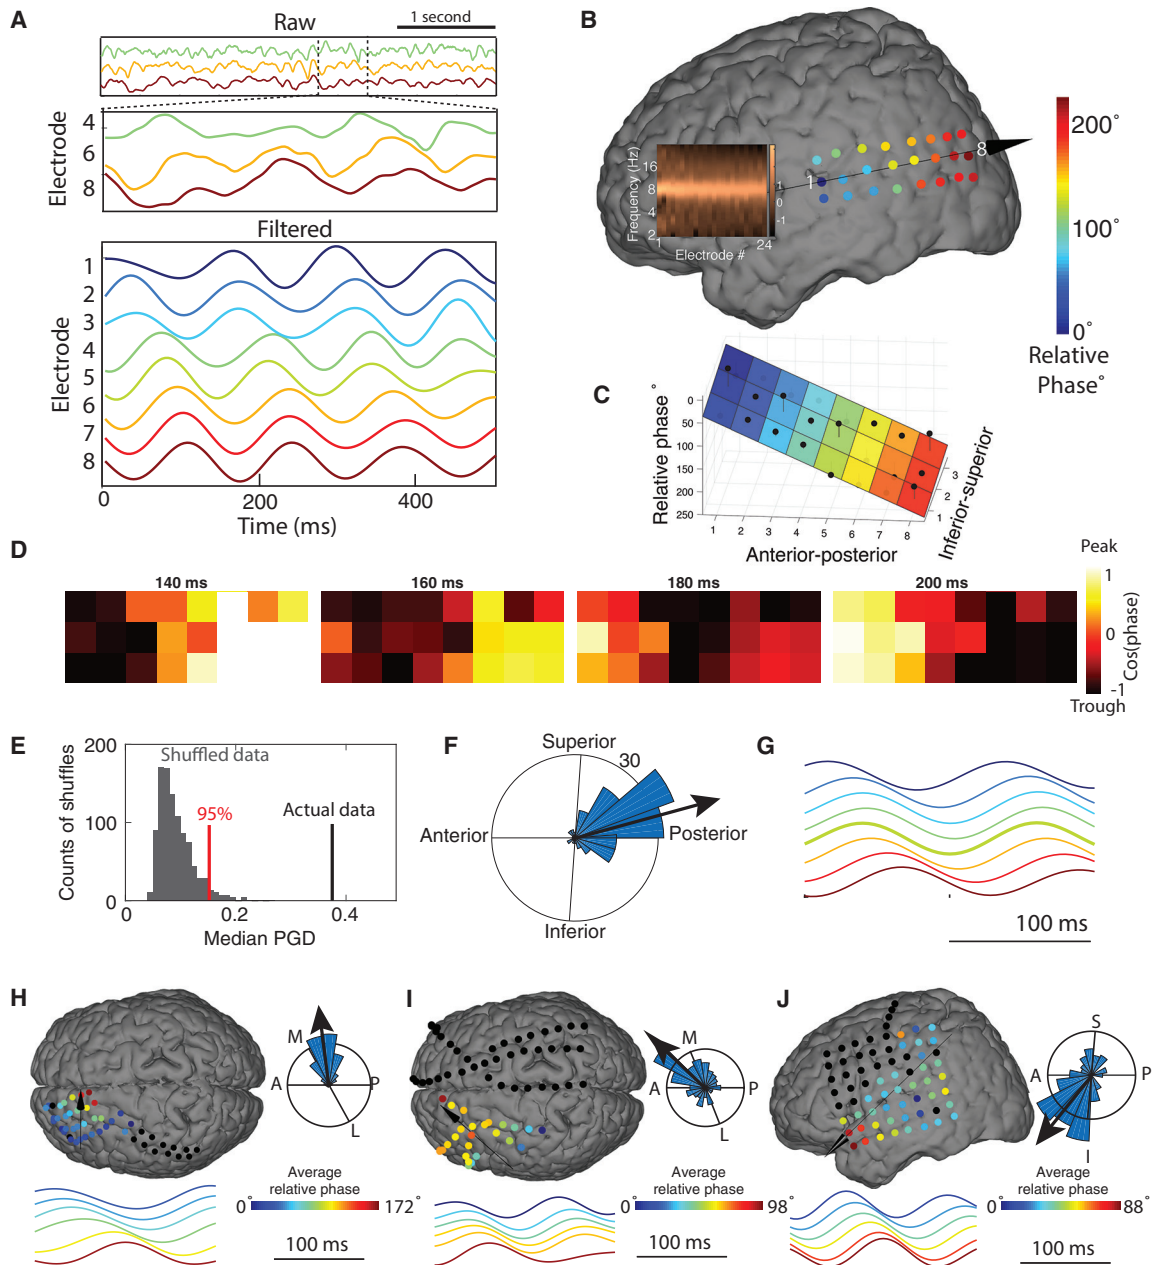 A
Raw
1 second
Electrode
4
6
8
Filtered
Electrode
1
2
3
4
5
6
7
8
0 200 400
Time (ms)
B
Frequency (Hz)
16
8
4
2
1 24
Electrode #
1
0
-1
1
8
200°
100°
0°
Relative
Phase°
C
Relative phase°
0
50
100
150
200
250
1 2 3 4 5 6 7 8
Anterior-posterior
1
2
3
Inferior-superior
D
140 ms 160 ms 180 ms 200 ms
Peak
1
0
-1
Cos(phase)
Trough
E
Counts of shuffles
200
100
0
Shuffled data
95%
Actual data
0 0.2 0.4
Median PGD
F
Superior
30
Anterior
Posterior
Inferior
G
100 ms
H
M
A P
L
Average
relative phase
0° 172°
100 ms
I
M
A P
L
Average
relative phase
0° 98°
100 ms
J
S
A P
I
Average
relative phase
0° 88°
100 ms